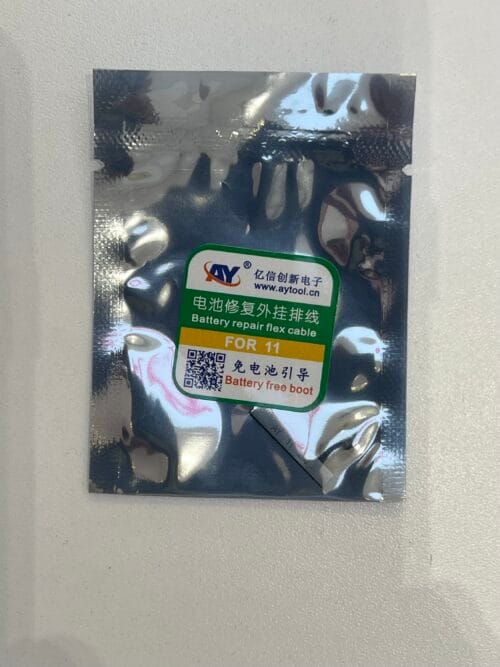 AY® 亿信创新电子
www.aytool.cn
电池修复外挂排线
Battery repair flex cable
FOR 11
免电池引导
Battery free boot